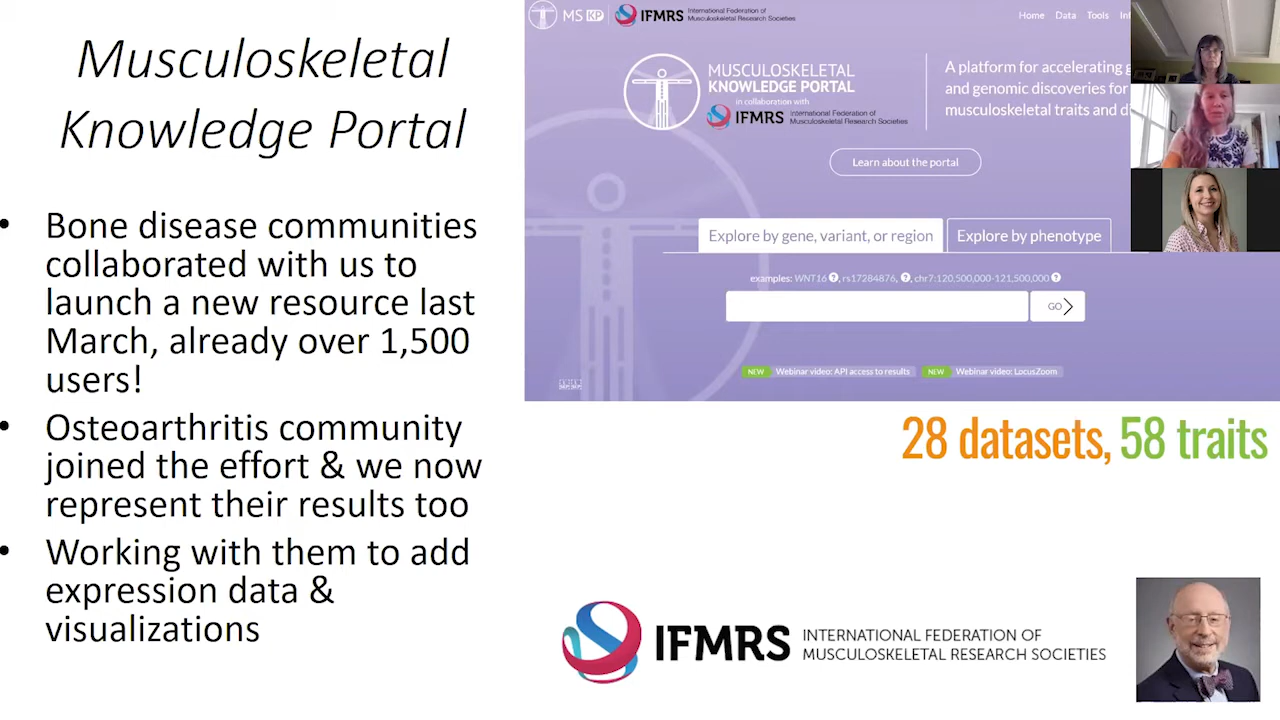 Musculoskeletal
Knowledge Portal
• Bone disease communities
collaborated with us to
launch a new resource last
March, already over 1,500
users!
• Osteoarthritis community
joined the effort & we now
represent their results too
• Working with them to add
expression data &
visualizations
MS KP IFMRS International Federation of
Musculoskeletal Research Societies
Home Data Tools
MUSCULOSKELETAL
KNOWLEDGE PORTAL
in collaboration with
IFMRS International Federation of
Musculoskeletal Research Societies
A platform for accelerating
and genomic discoveries for
musculoskeletal traits and
Learn about the portal
Explore by gene, variant, or region
Explore by phenotype
examples: WNT16 ?, rs17284876, ?, chr7:120,500,000-121,500,000 ?
GO
NEW Webinar video: API access to results NEW Webinar video: LocusZoom
28 datasets, 58 traits
IFMRS INTERNATIONAL FEDERATION OF
MUSCULOSKELETAL RESEARCH SOCIETIES